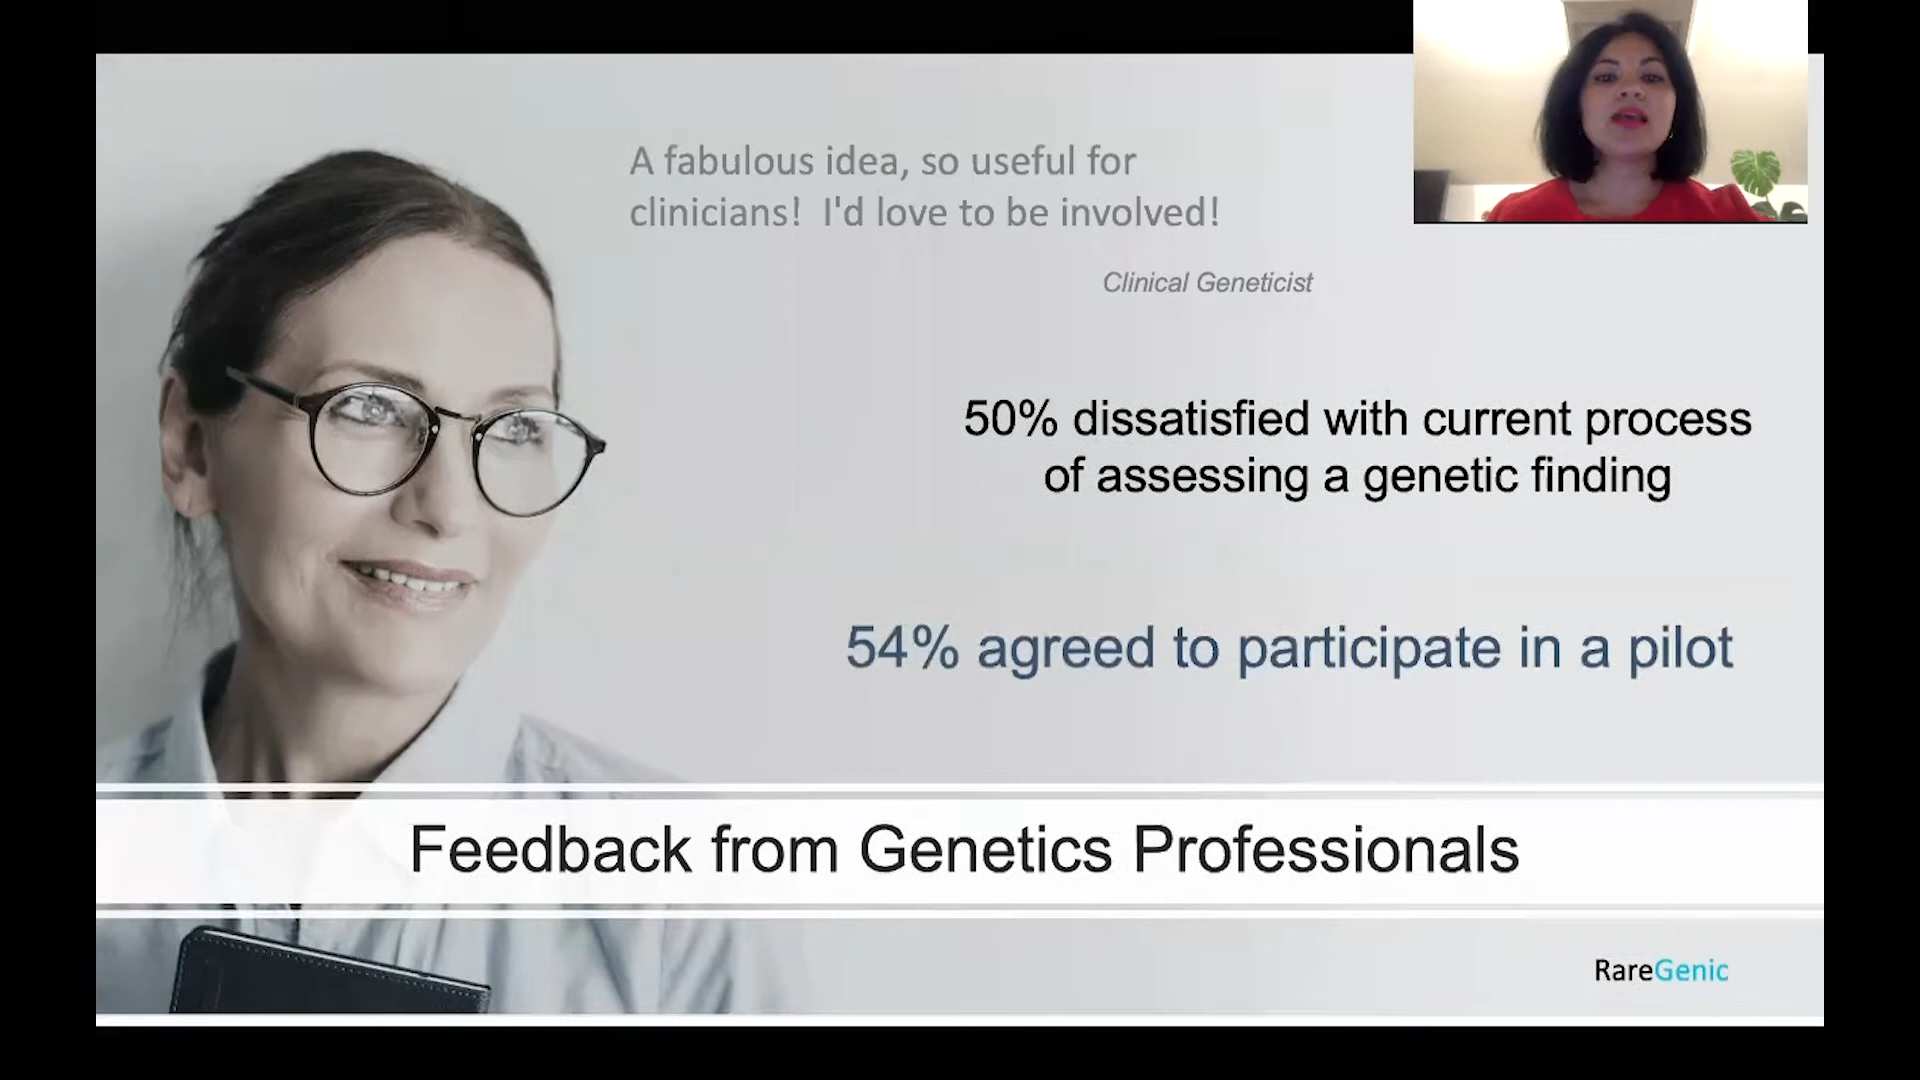 A fabulous idea, so useful for
clinicians!  I'd love to be involved!
Clinical Geneticist
50% dissatisfied with current process
of assessing a genetic finding
54% agreed to participate in a pilot
Feedback from Genetics Professionals
RareGenic